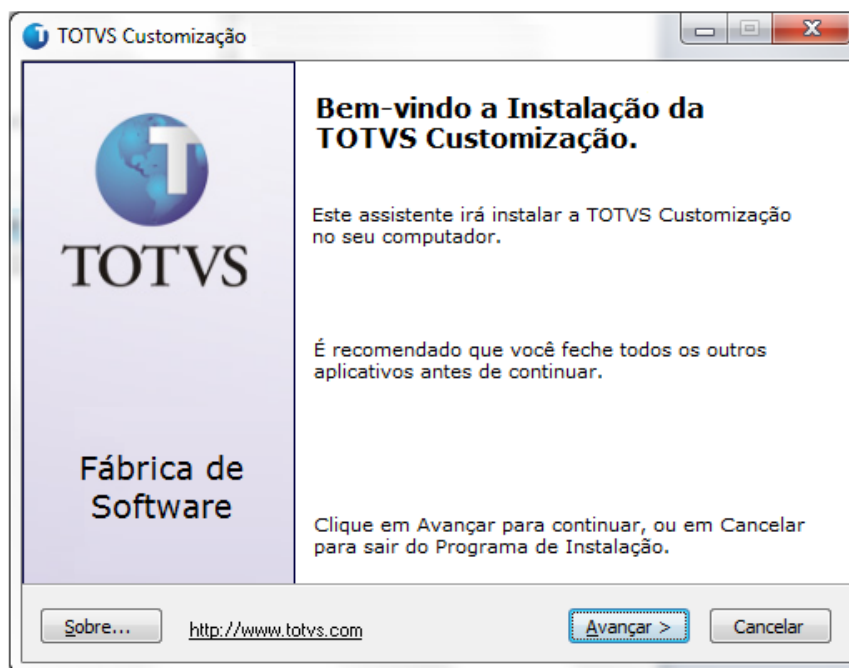 TOTVS Customização
Bem-vindo a Instalação da
TOTVS Customização.
Este assistente irá instalar a TOTVS Customização
no seu computador.
É recomendado que você feche todos os outros
aplicativos antes de continuar.
Clique em Avançar para continuar, ou em Cancelar
para sair do Programa de Instalação.
T
TOTVS
Fábrica de
Software
Sobre...
http://www.totvs.com
Avançar >
Cancelar